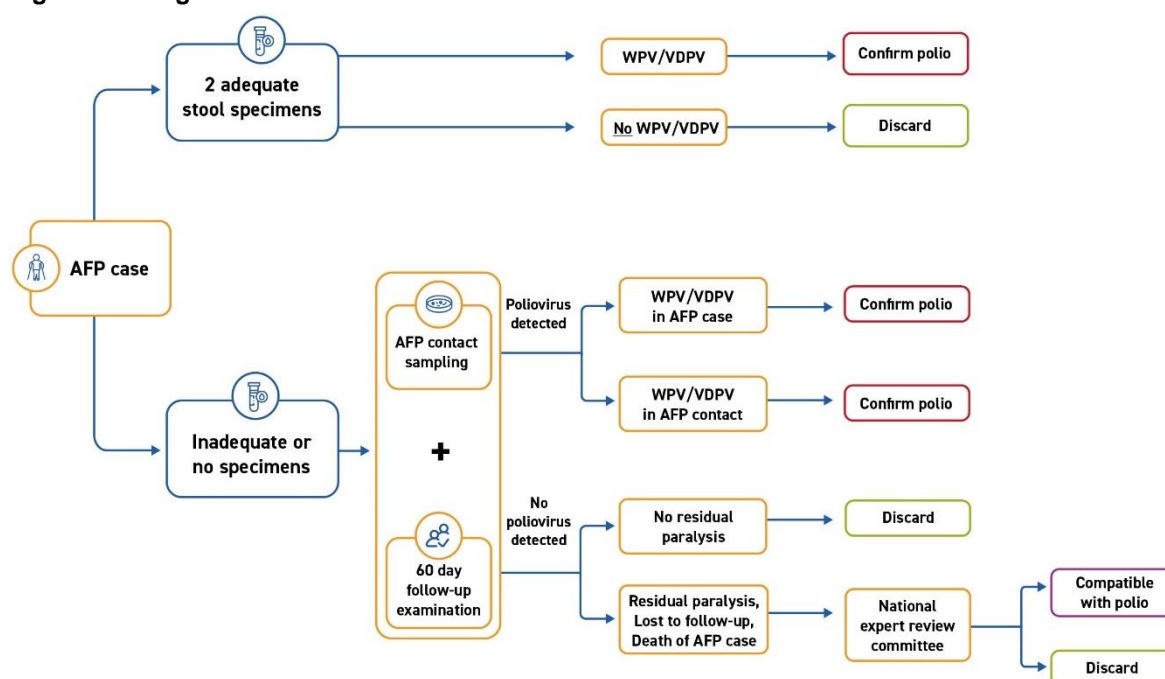 2 adequate
stool specimens
WPV/VDPV
Confirm polio
No WPV/VDPV
Discard
AFP case
Inadequate or
no specimens
AFP contact
sampling
+
60 day
follow-up
examination
Poliovirus
detected
WPV/VDPV
in AFP case
Confirm polio
WPV/VDPV
in AFP contact
Confirm polio
No
poliovirus
detected
No residual
paralysis
Discard
Residual paralysis,
Lost to follow-up,
Death of AFP case
National
expert review
committee
Compatible
with polio
Discard